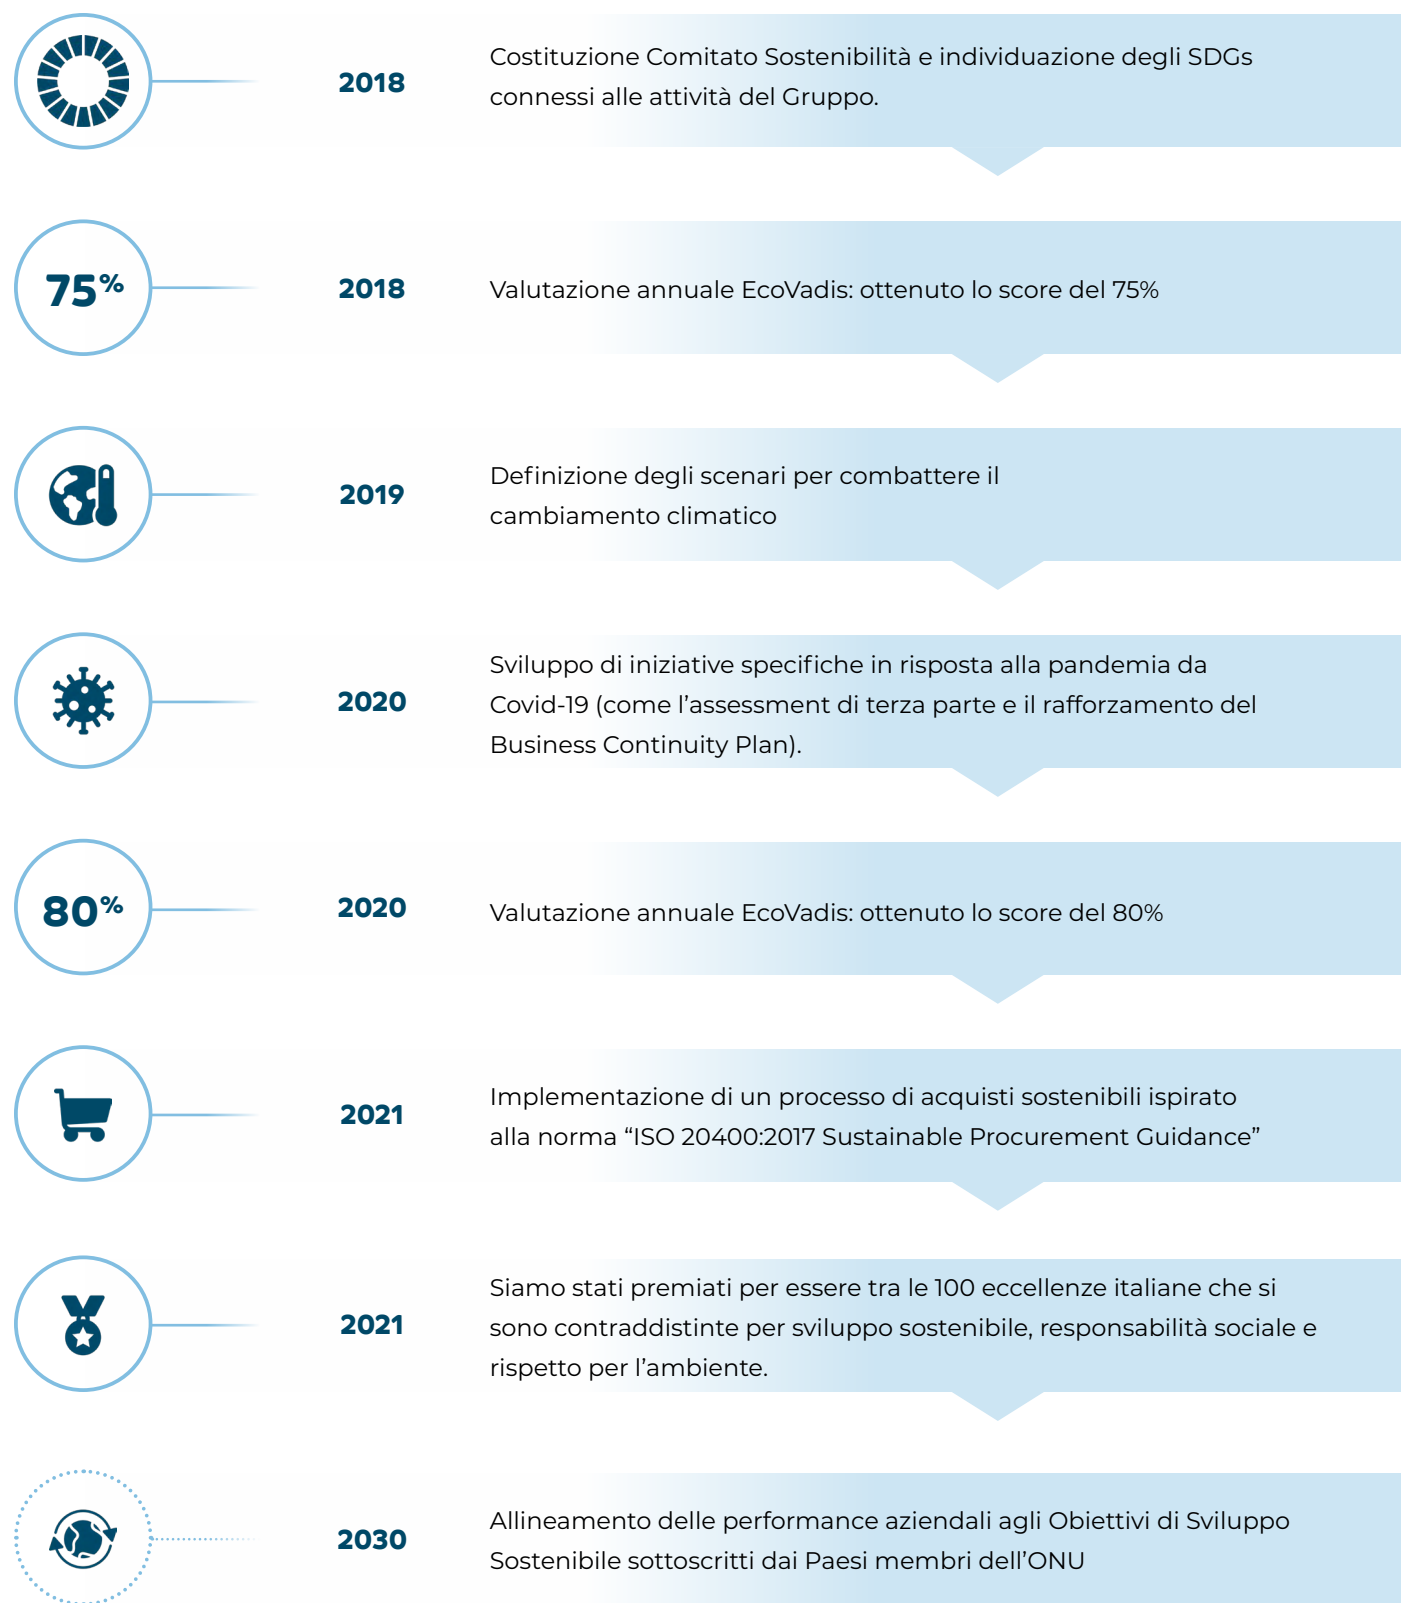 2018
Costituzione Comitato Sostenibilità e individuazione degli SDGs
connessi alle attività del Gruppo.
75%
2018
Valutazione annuale EcoVadis: ottenuto lo score del 75%
2019
Definizione degli scenari per combattere il
cambiamento climatico
2020
Sviluppo di iniziative specifiche in risposta alla pandemia da
Covid-19 (come l’assessment di terza parte e il rafforzamento del
Business Continuity Plan).
80%
2020
Valutazione annuale EcoVadis: ottenuto lo score del 80%
2021
Implementazione di un processo di acquisti sostenibili ispirato
alla norma “ISO 20400:2017 Sustainable Procurement Guidance”
2021
Siamo stati premiati per essere tra le 100 eccellenze italiane che si
sono contraddistinte per sviluppo sostenibile, responsabilità sociale e
rispetto per l’ambiente.
2030
Allineamento delle performance aziendali agli Obiettivi di Sviluppo
Sostenibile sottoscritti dai Paesi membri dell’ONU